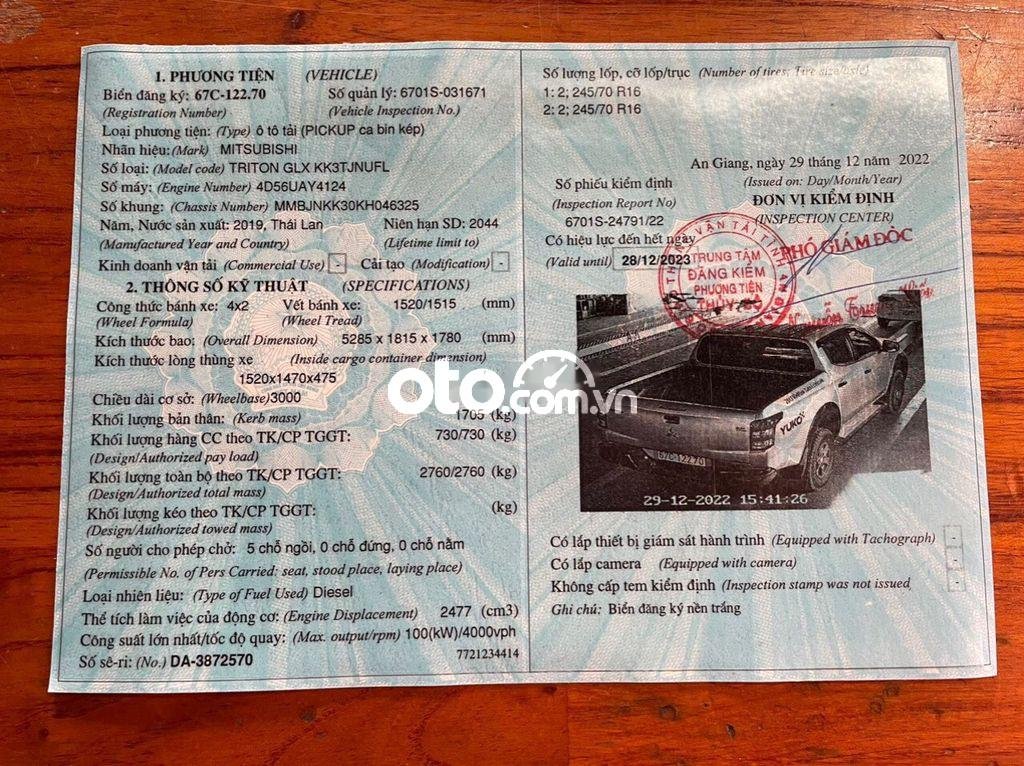 1. PHƯƠNG TIỆN (VEHICLE)
Biển đăng ký: 67C-122.70 Số quản lý: 6701S-031671
(Registration Number) (Vehicle Inspection No.)
Loại phương tiện: (Type) ô tô tải (PICKUP ca bin kép)
Nhãn hiệu: (Mark) MITSUBISHI
Số loại: (Model code) TRITON GLX KK3TJNUFL
Số máy: (Engine Number) 4D56UAY4124
Số khung: (Chassis Number) MMBJNKK30KH046325
Năm, Nước sản xuất: 2019, Thái Lan Niên hạn SD: 2044
(Manufactured Year and Country) (Lifetime limit to)
Kinh doanh vận tải (Commercial Use) - Cải tạo (Modification) -
2. THÔNG SỐ KỸ THUẬT (SPECIFICATIONS)
Công thức bánh xe: 4x2 Vết bánh xe: 1520/1515 (mm)
(Wheel Formula) (Wheel Tread)
Kích thước bao: (Overall Dimension) 5285 x 1815 x 1780 (mm)
Kích thước lòng thùng xe (Inside cargo container dimension)
1520x1470x475
Chiều dài cơ sở: (Wheelbase) 3000
Khối lượng bản thân: (Kerb mass) 1705 (kg)
Khối lượng hàng CC theo TK/CP TGGT: 730/730 (kg)
(Design/Authorized pay load)
Khối lượng toàn bộ theo TK/CP TGGT: 2760/2760 (kg)
(Design/Authorized total mass)
Khối lượng kéo theo TK/CP TGGT: (kg)
(Design/Authorized towed mass)
Số người cho phép chở: 5 chỗ ngồi, 0 chỗ đứng, 0 chỗ nằm
(Permissible No. of Pers Carried: seat, stood place, laying place)
Loại nhiên liệu: (Type of Fuel Used) Diesel
Thể tích làm việc của động cơ: (Engine Displacement) 2477 (cm3)
Công suất lớn nhất/tốc độ quay: (Max. output/rpm) 100(kW)/4000vph
Số sê-ri: (No.) DA-3872570 7721234414
Số lượng lốp, cỡ lốp/trục (Number of tires; Tire size/axle)
1: 2; 245/70 R16
2: 2; 245/70 R16
An Giang, ngày 29 tháng 12 năm 2022
Số phiếu kiểm định (Issued on: Day/Month/Year)
(Inspection Report No) ĐƠN VỊ KIỂM ĐỊNH
6701S-24791/22 (INSPECTION CENTER)
Có hiệu lực đến hết ngày PHÓ GIÁM ĐỐC
(Valid until) 28/12/2023
TRUNG TÂM
ĐĂNG KIỂM
PHƯƠNG TIỆN
YUKO
67C-122.70
29-12-2022 15:41:26
oto.com.vn
Có lắp thiết bị giám sát hành trình (Equipped with Tachograph) -
Có lắp camera (Equipped with camera) -
Không cấp tem kiểm định (Inspection stamp was not issued) -
Ghi chú: Biển đăng ký nền trắng